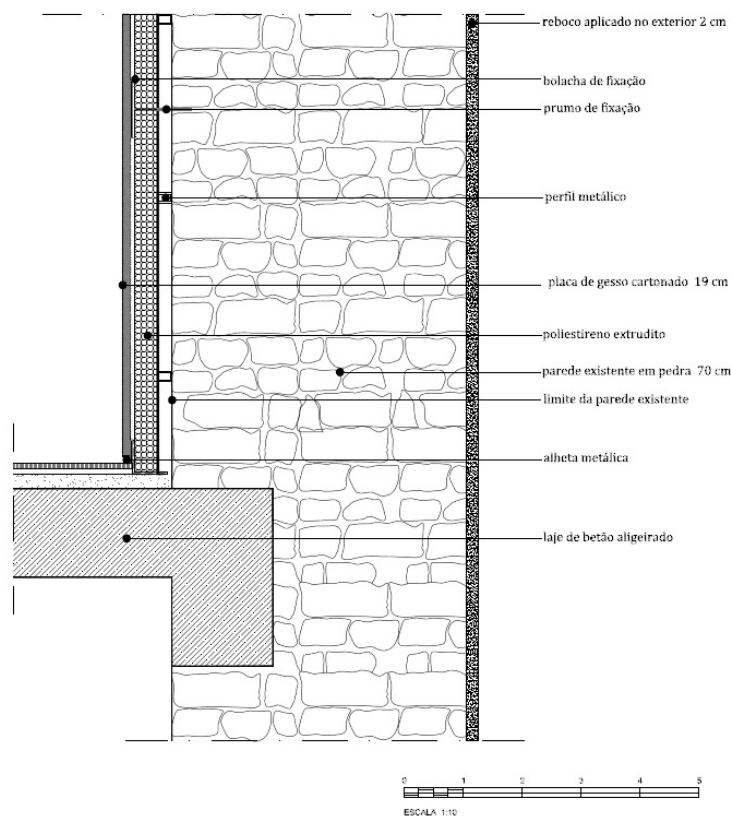 reboco aplicado no exterior 2 cm
bolacha de fixação
prumo de fixação
perfil metálico
placa de gesso cartonado 19 cm
poliestireno extrudito
parede existente em pedra 70 cm
limite da parede existente
alheta metálica
laje de betão aligeirado
0 1 2 3 4 5
ESCALA 1:10